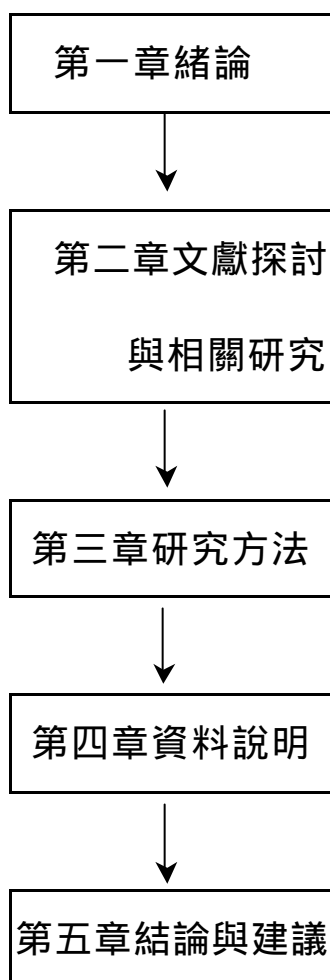 第一章緒論
第二章文獻探討
與相關研究
第三章研究方法
第四章資料說明
第五章結論與建議